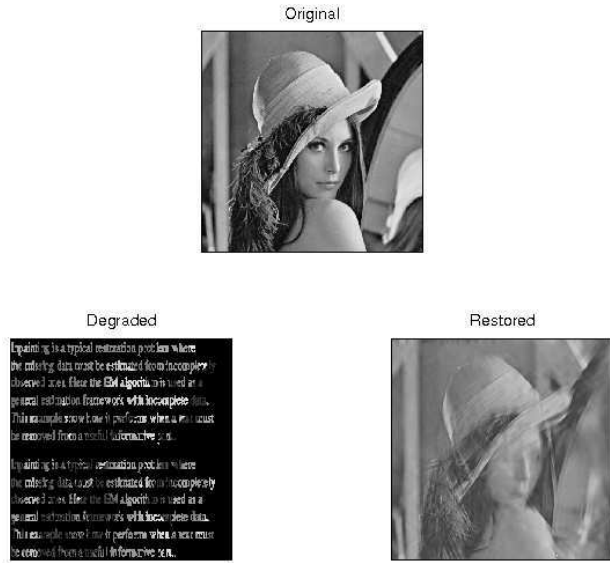 Original
Degraded
Restored
Inpainting is a typical restoration problem where
the missing data must be estimated from incompletely
observed ones. Here the EM algorithm is used as a
general estimation framework with incomplete data.
This example show how it performs when a text must
be removed from a useful informative part.
Inpainting is a typical restoration problem where
the missing data must be estimated from incompletely
observed ones. Here the EM algorithm is used as a
general estimation framework with incomplete data.
This example show how it performs when a text must
be removed from a useful informative